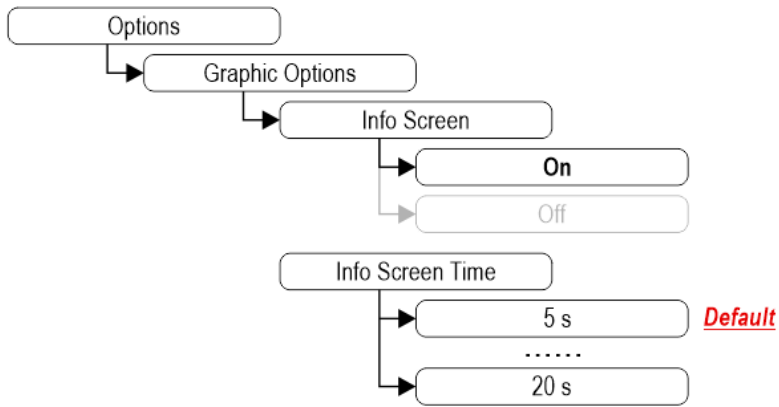 Options
Graphic Options
Info Screen
On
Off
Info Screen Time
5 s
Default
......
20 s